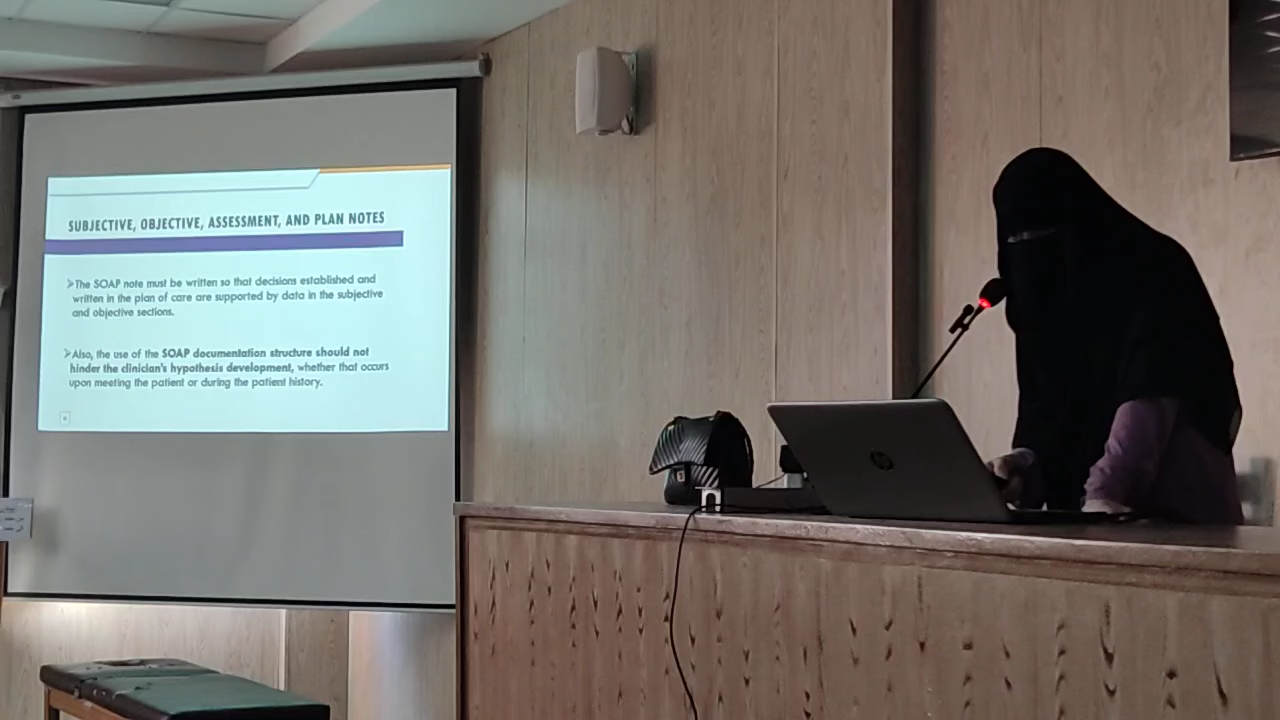 SUBJECTIVE, OBJECTIVE, ASSESSMENT, AND PLAN NOTES
➢The SOAP note must be written so that decisions established and
written in the plan of care are supported by data in the subjective
and objective sections.
➢Also, the use of the SOAP documentation structure should not
hinder the clinician's hypothesis development, whether that occurs
upon meeting the patient or during the patient history.
hp